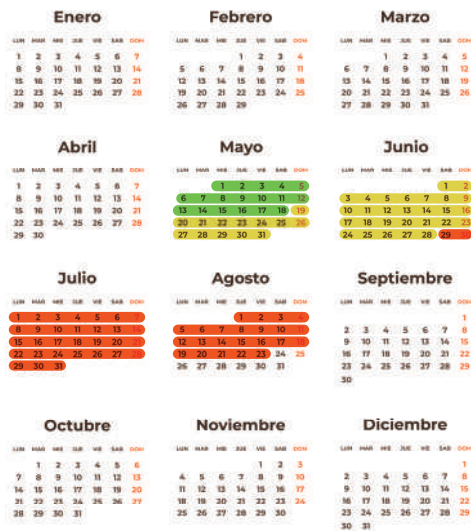 Enero
LUN MAR MIE JUE VIE SAB DOM
1 2 3 4 5 6 7
8 9 10 11 12 13 14
15 16 17 18 19 20 21
22 23 24 25 26 27 28
29 30 31
Febrero
LUN MAR MIE JUE VIE SAB DOM
1 2 3 4
5 6 7 8 9 10 11
12 13 14 15 16 17 18
19 20 21 22 23 24 25
26 27 28 29
Marzo
LUN MAR MIE JUE VIE SAB DOM
1 2 3 4 5
6 7 8 9 10 11 12
13 14 15 16 17 18 19
20 21 22 23 24 25 26
27 28 29 30 31
Abril
LUN MAR MIE JUE VIE SAB DOM
1 2 3 4 5 6 7
8 9 10 11 12 13 14
15 16 17 18 19 20 21
22 23 24 25 26 27 28
29 30
Mayo
LUN MAR MIE JUE VIE SAB DOM
1 2 3 4 5
6 7 8 9 10 11 12
13 14 15 16 17 18 19
20 21 22 23 24 25 26
27 28 29 30 31
Junio
LUN MAR MIE JUE VIE SAB DOM
1 2
3 4 5 6 7 8 9
10 11 12 13 14 15 16
17 18 19 20 21 22 23
24 25 26 27 28 29
Julio
LUN MAR MIE JUE VIE SAB DOM
1 2 3 4 5 6 7
8 9 10 11 12 13 14
15 16 17 18 19 20 21
22 23 24 25 26 27 28
29 30 31
Agosto
LUN MAR MIE JUE VIE SAB DOM
1 2 3 4
5 6 7 8 9 10 11
12 13 14 15 16 17 18
19 20 21 22 23 24 25
26 27 28 29 30 31
Septiembre
LUN MAR MIE JUE VIE SAB DOM
1
2 3 4 5 6 7 8
9 10 11 12 13 14 15
16 17 18 19 20 21 22
23 24 25 26 27 28 29
30
Octubre
LUN MAR MIE JUE VIE SAB DOM
1 2 3 4 5 6
7 8 9 10 11 12 13
14 15 16 17 18 19 20
21 22 23 24 25 26 27
28 29 30 31
Noviembre
LUN MAR MIE JUE VIE SAB DOM
1 2 3
4 5 6 7 8 9 10
11 12 13 14 15 16 17
18 19 20 21 22 23 24
25 26 27 28 29 30
Diciembre
LUN MAR MIE JUE VIE SAB DOM
1
2 3 4 5 6 7 8
9 10 11 12 13 14 15
16 17 18 19 20 21 22
23 24 25 26 27 28 29
30 31